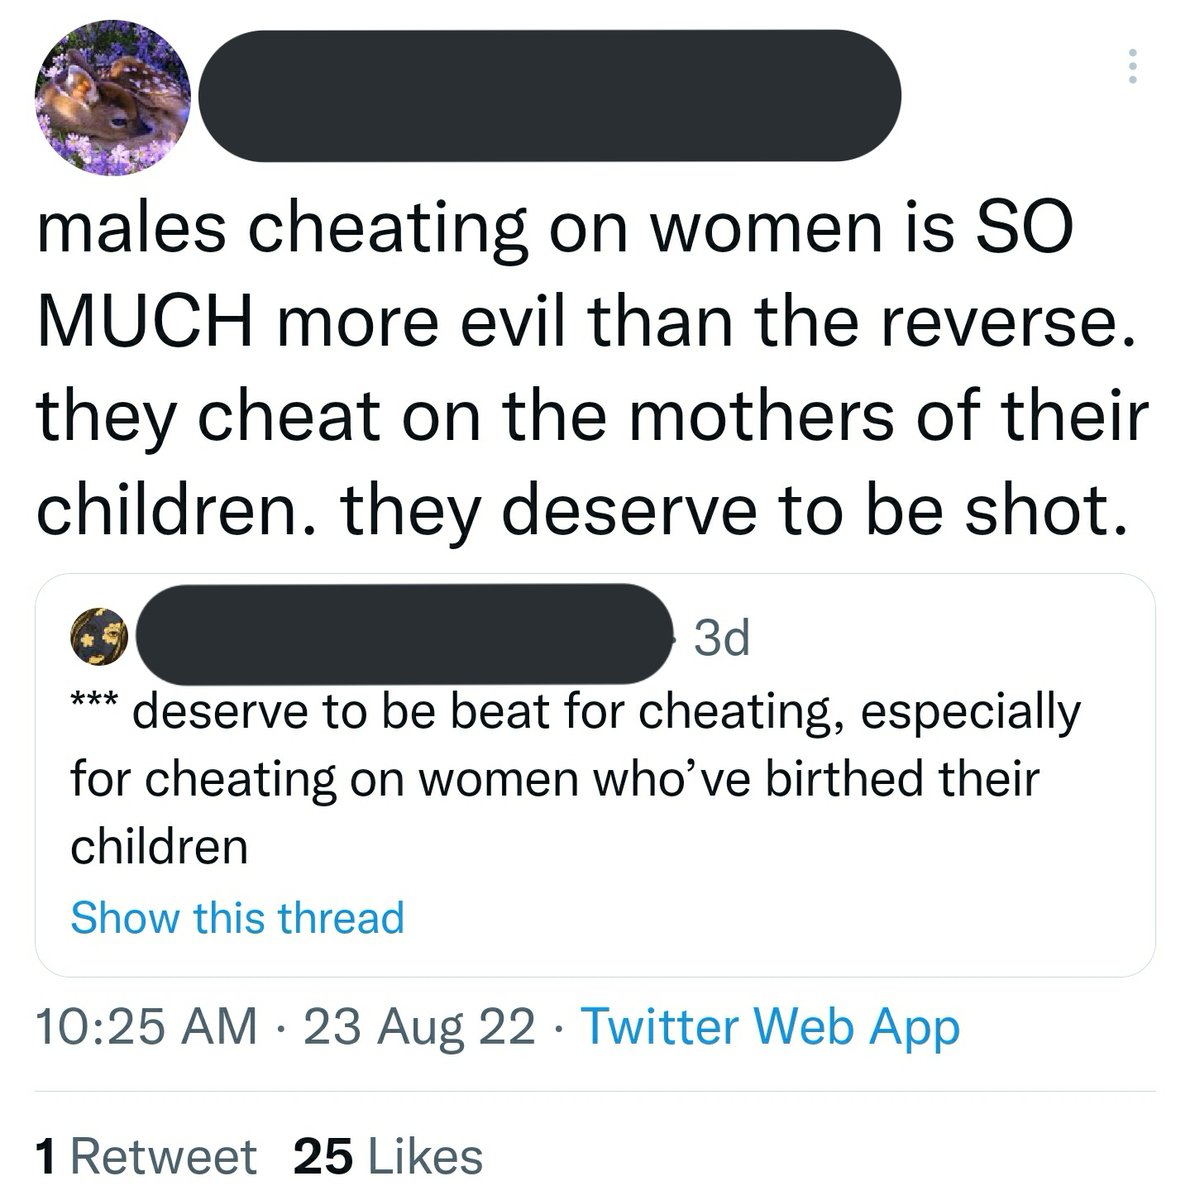 males cheating on women is SO
MUCH more evil than the reverse.
they cheat on the mothers of their
children. they deserve to be shot.
· 3d
*** deserve to be beat for cheating, especially
for cheating on women who’ve birthed their
children
Show this thread
10:25 AM · 23 Aug 22 · Twitter Web App
1 Retweet 25 Likes